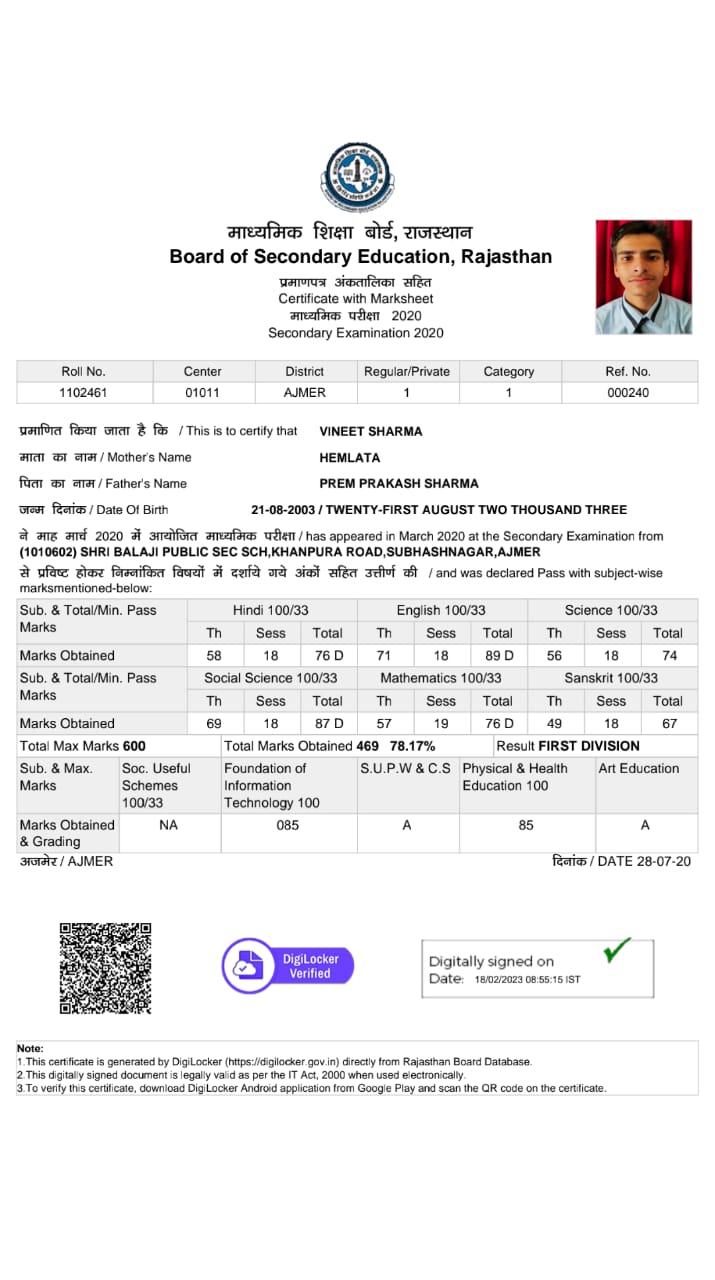 माध्यमिक शिक्षा बोर्ड, राजस्थान
Board of Secondary Education, Rajasthan
प्रमाणपत्र अंकतालिका सहित
Certificate with Marksheet
माध्यमिक परीक्षा 2020
Secondary Examination 2020
Roll No. Center District Regular/Private Category Ref. No.
1102461 01011 AJMER 1 1 000240
प्रमाणित किया जाता है कि / This is to certify that VINEET SHARMA
माता का नाम / Mother's Name HEMLATA
पिता का नाम / Father's Name PREM PRAKASH SHARMA
जन्म दिनांक / Date Of Birth 21-08-2003 / TWENTY-FIRST AUGUST TWO THOUSAND THREE
ने माह मार्च 2020 में आयोजित माध्यमिक परीक्षा / has appeared in March 2020 at the Secondary Examination from
(1010602) SHRI BALAJI PUBLIC SEC SCH,KHANPURA ROAD,SUBHASHNAGAR,AJMER
से प्रविष्ट होकर निम्नांकित विषयों में दर्शाये गये अंकों सहित उत्तीर्ण की / and was declared Pass with subject-wise
marksmentioned-below:
Sub. & Total/Min. Pass Marks Hindi 100/33 English 100/33 Science 100/33
Th Sess Total Th Sess Total Th Sess Total
Marks Obtained 58 18 76 D 71 18 89 D 56 18 74
Sub. & Total/Min. Pass Marks Social Science 100/33 Mathematics 100/33 Sanskrit 100/33
Th Sess Total Th Sess Total Th Sess Total
Marks Obtained 69 18 87 D 57 19 76 D 49 18 67
Total Max Marks 600 Total Marks Obtained 469 78.17% Result FIRST DIVISION
Sub. & Max. Marks Soc. Useful Schemes 100/33 Foundation of Information Technology 100 S.U.P.W & C.S Physical & Health Education 100 Art Education
Marks Obtained & Grading NA 085 A 85 A
अजमेर / AJMER दिनांक / DATE 28-07-20
DigiLocker
Verified
Digitally signed on
Date: 18/02/2023 08:55:15 IST
Note:
1.This certificate is generated by DigiLocker (https://digilocker.gov.in) directly from Rajasthan Board Database.
2.This digitally signed document is legally valid as per the IT Act, 2000 when used electronically.
3.To verify this certificate, download DigiLocker Android application from Google Play and scan the QR code on the certificate.